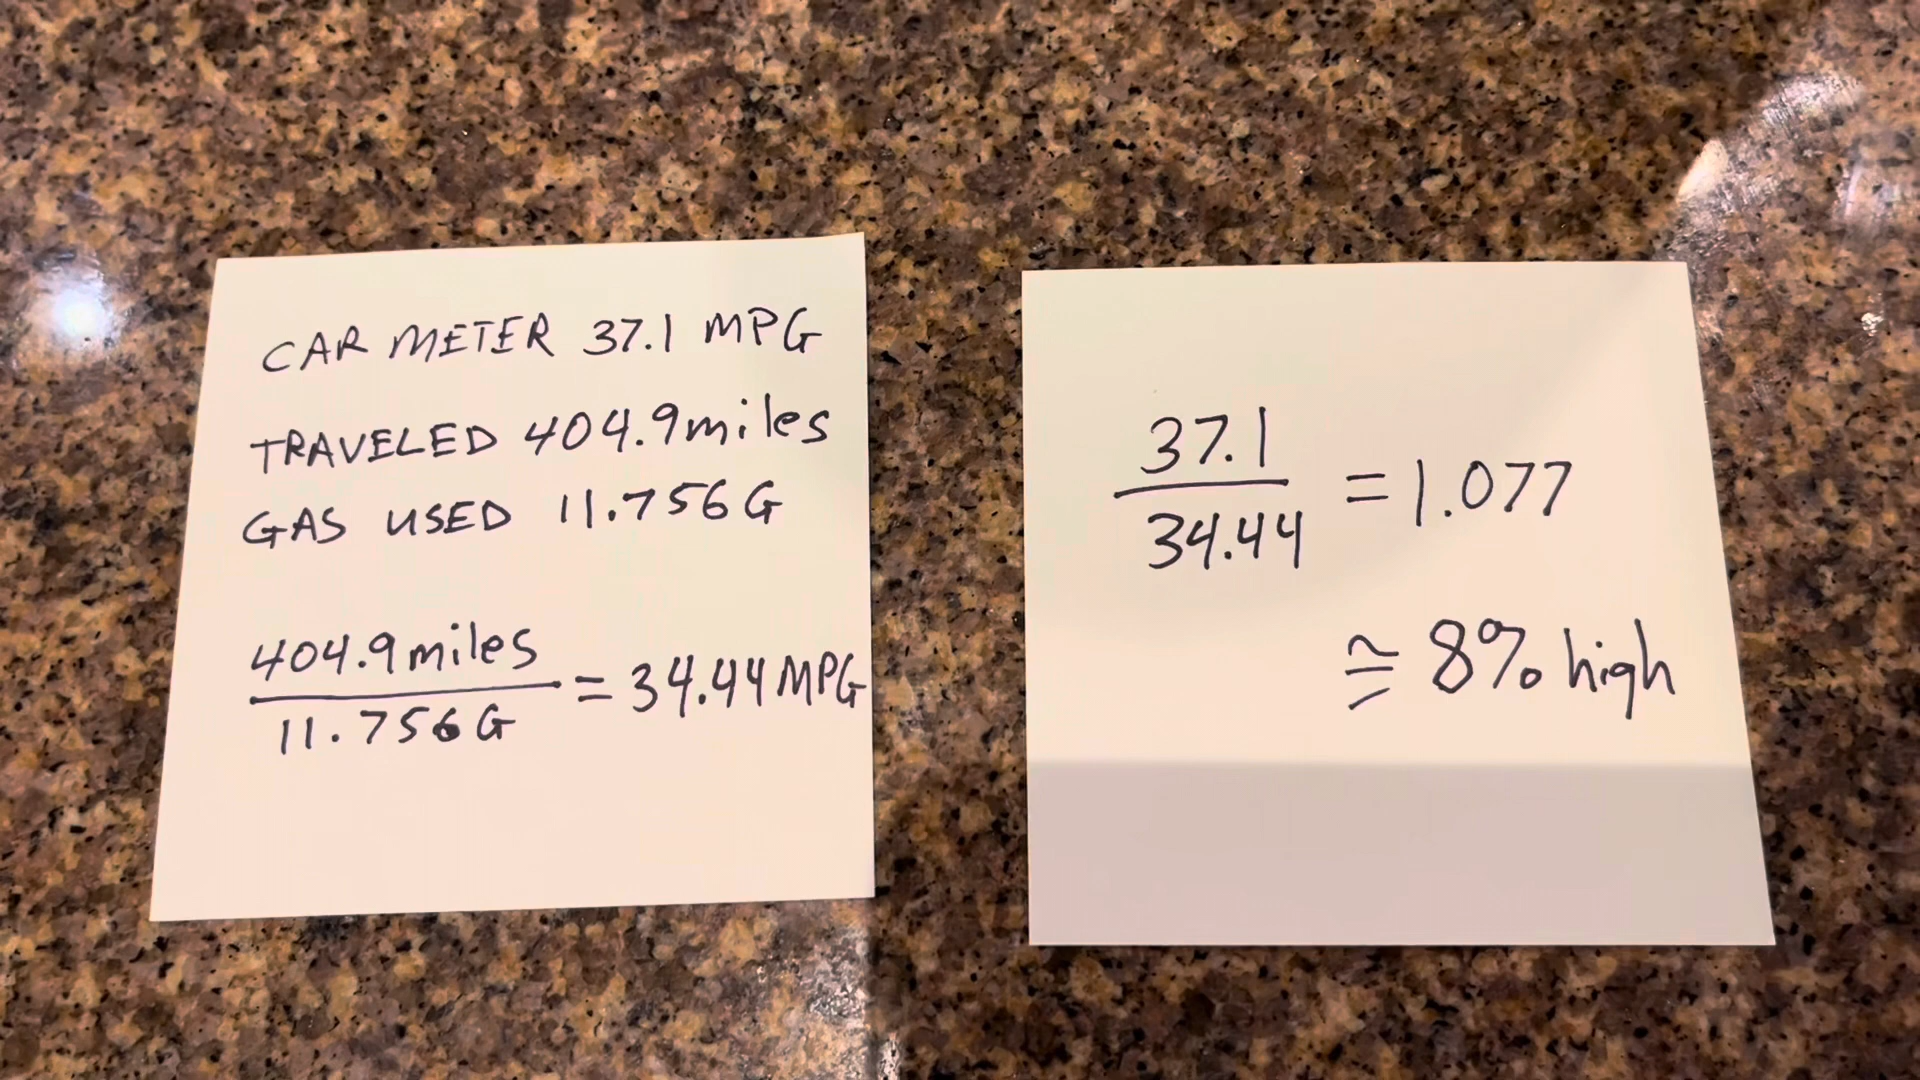 CAR METER 37.1 MPG
TRAVELED 404.9 miles
GAS USED 11.756 G
404.9 miles
11.756 G
= 34.44 MPG
37.1
34.44
= 1.077
≅ 8% high